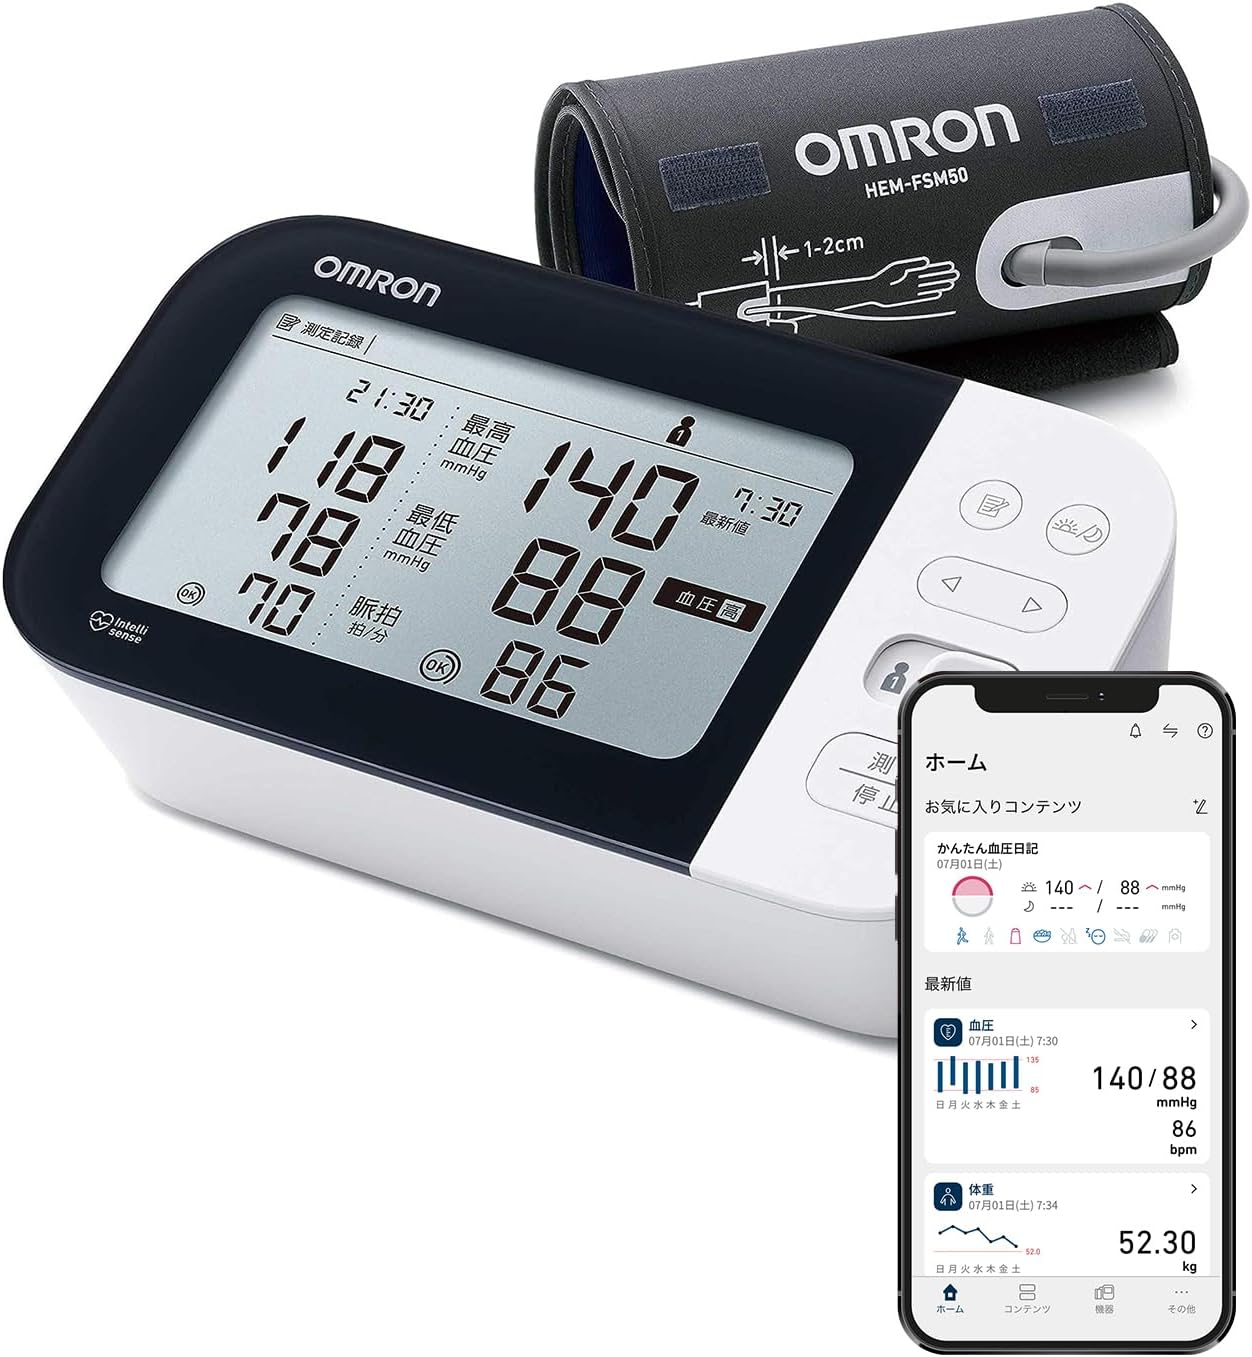 OMRON
HEM-FSM50
1-2cm
OMRON
測定記録
21:30
118
78
OK
70
最高
血圧
mmHg
最低
血圧
mmHg
脈拍
拍/分
1
140
7:30
最新値
88
血圧高
OK
86
Intelli
sense
1
測
停止
ホーム
お気に入りコンテンツ
かんたん血圧日記
07月01日(土)
140 / 88 mmHg
--- / --- mmHg
最新値
血圧
07月01日(土) 7:30
135
85
日 月 火 水 木 金 土
140 / 88
mmHg
86
bpm
体重
07月01日(土) 7:34
52.0
日 月 火 水 木 金 土
52.30
kg
ホーム
コンテンツ
機器
その他